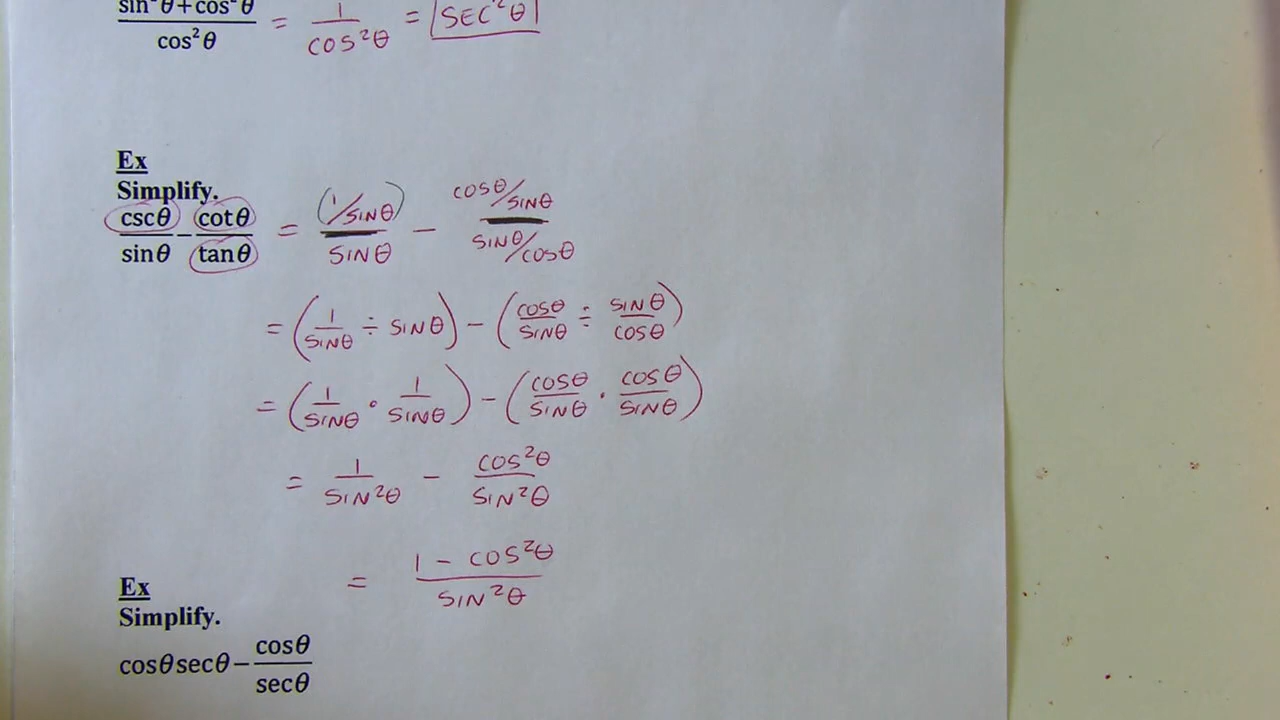 sin²θ+cos²θ / cos²θ = 1 / COS²θ = SEC²θ
Ex
Simplify.
cscθ / sinθ − cotθ / tanθ = (1/SINθ) / SINθ − COSθ/SINθ / SINθ/COSθ
= (1/SINθ ÷ SINθ) − (COSθ/SINθ ÷ SINθ/COSθ)
= (1/SINθ · 1/SINθ) − (COSθ/SINθ · COSθ/SINθ)
= 1/SIN²θ − COS²θ/SIN²θ
= 1 − COS²θ / SIN²θ
Ex
Simplify.
cosθsecθ − cosθ / secθ